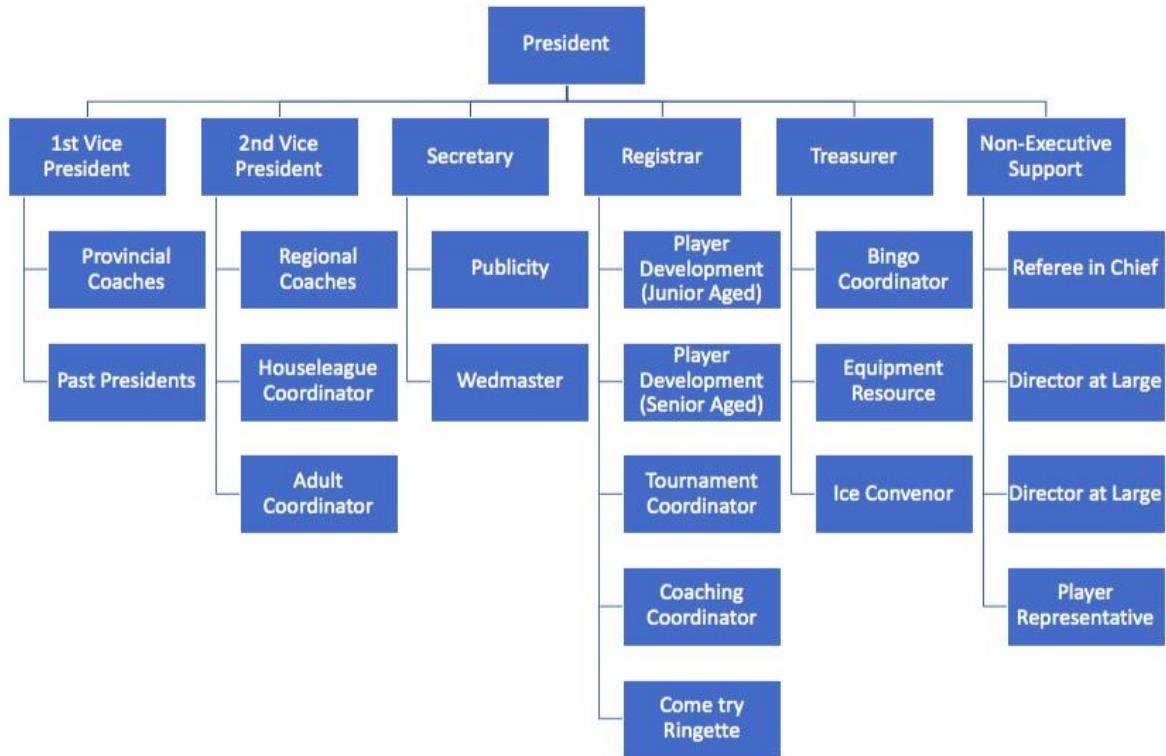 President
1st Vice
President
2nd Vice
President
Secretary
Registrar
Treasurer
Non-Executive
Support
Provincial
Coaches
Past Presidents
Regional
Coaches
Houseleague
Coordinator
Adult
Coordinator
Publicity
Wedmaster
Player
Development
(Junior Aged)
Player
Development
(Senior Aged)
Tournament
Coordinator
Coaching
Coordinator
Come try
Ringette
Bingo
Coordinator
Equipment
Resource
Ice Convenor
Referee in Chief
Director at Large
Director at Large
Player
Representative